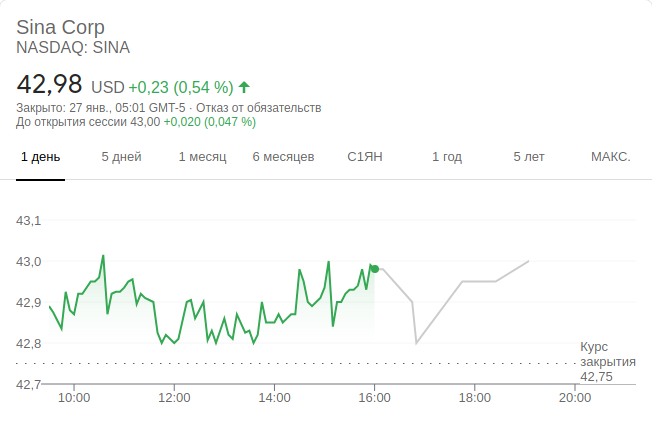 Sina Corp
NASDAQ: SINA
42,98 USD +0,23 (0,54 %)
Закрыто: 27 янв., 05:01 GMT-5 · Отказ от обязательств
До открытия сессии 43,00 +0,020 (0,047 %)
1 день 5 дней 1 месяц 6 месяцев С1ЯН 1 год 5 лет МАКС.
43,1
43,0
42,9
42,8
Курс
закрытия
42,75
42,7
10:00 12:00 14:00 16:00 18:00 20:00